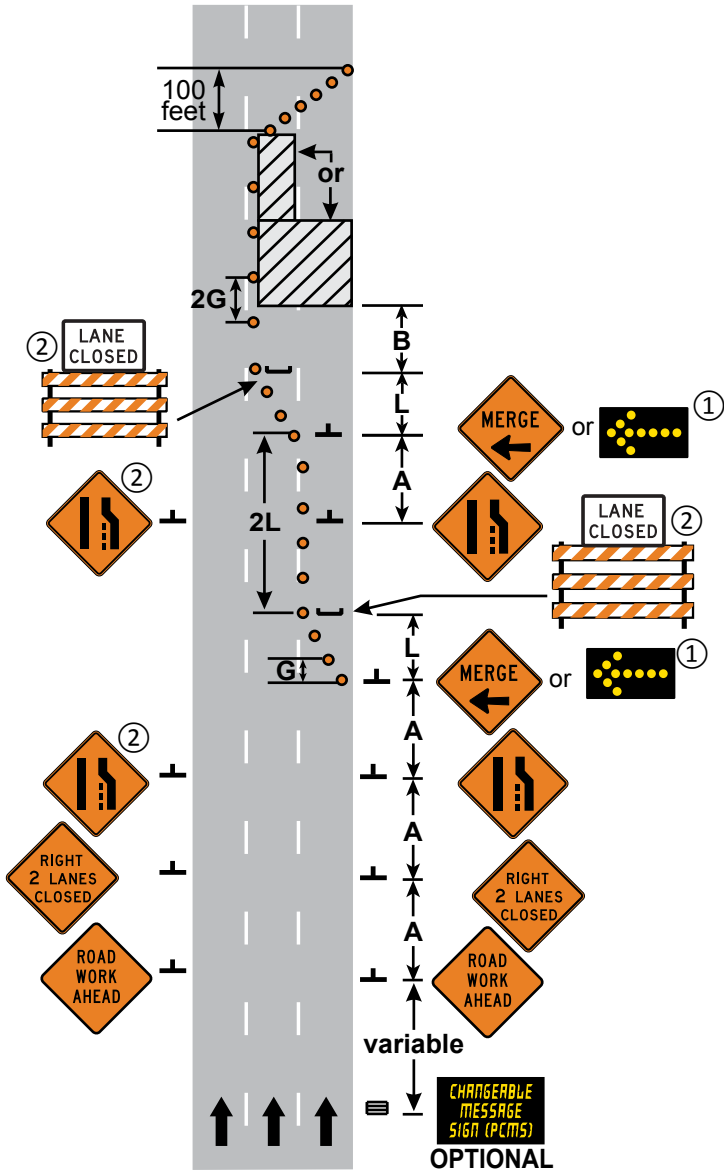 100
feet
or
2G
B
②
LANE
CLOSED
L
MERGE
or
①
A
②
2L
LANE
CLOSED
②
L
G
MERGE
or
①
②
A
RIGHT
2 LANES
CLOSED
A
RIGHT
2 LANES
CLOSED
ROAD
WORK
AHEAD
A
ROAD
WORK
AHEAD
variable
CHANGEABLE
MESSAGE
SIGN (PCMS)
OPTIONAL